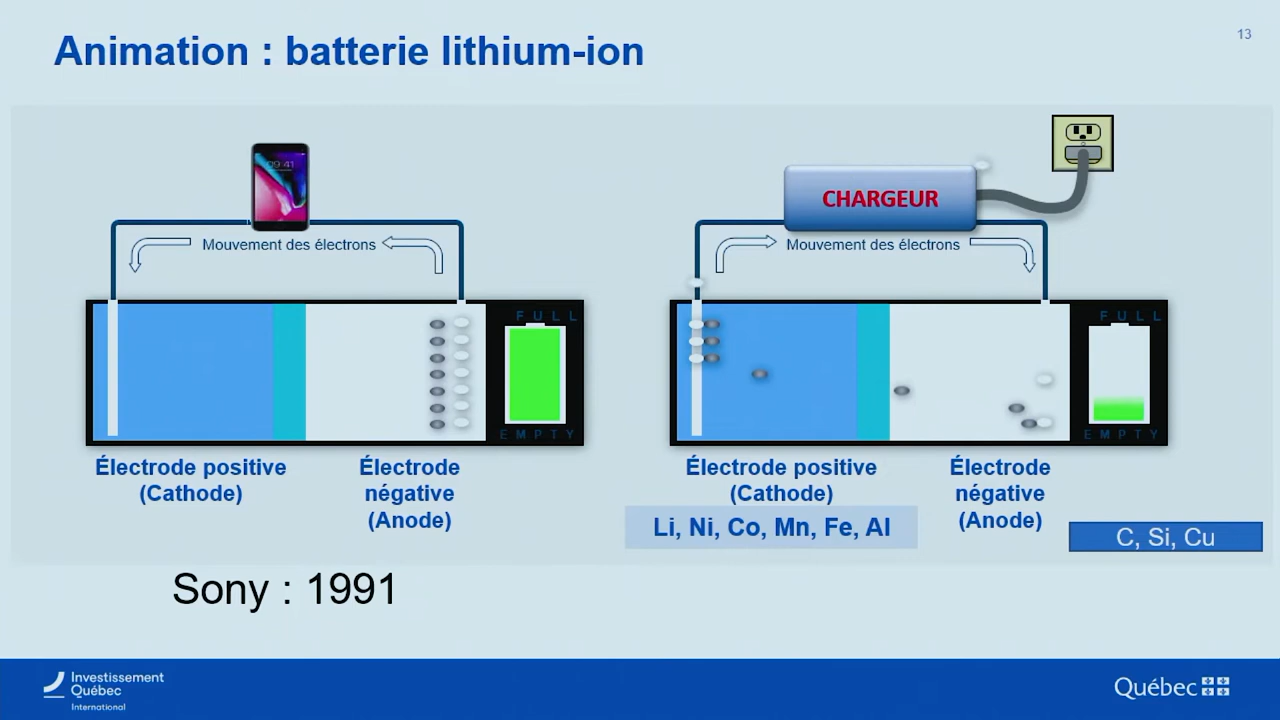 Animation : batterie lithium-ion
13
09:41
Mouvement des électrons
FULL
EMPTY
Électrode positive
(Cathode)
Électrode
négative
(Anode)
CHARGEUR
Mouvement des électrons
FULL
EMPTY
Électrode positive
(Cathode)
Li, Ni, Co, Mn, Fe, Al
Électrode
négative
(Anode)
C, Si, Cu
Sony : 1991
Investissement
Québec
International
Québec